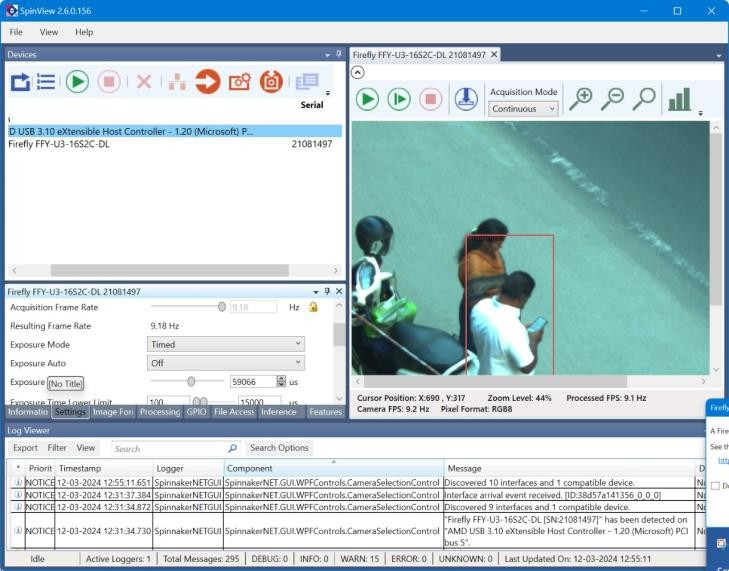 SpinView 2.6.0.156
File View Help
Devices
Serial
D USB 3.10 eXtensible Host Controller - 1.20 (Microsoft) P...
Firefly FFY-U3-16S2C-DL 21081497
Firefly FFY-U3-16S2C-DL 21081497
Acquisition Frame Rate 9.18 Hz
Resulting Frame Rate 9.18 Hz
Exposure Mode Timed
Exposure Auto Off
Exposure [No Title] 59066 us
Exposure Time Lower Limit 100 15000 us
Informatio Settings Image Fon Processing GPIO File Access Inference Features
Firefly FFY-U3-16S2C-DL 21081497
Acquisition Mode
Continuous
Cursor Position: X:690 , Y:317 Zoom Level: 44% Processed FPS: 9.1 Hz
Camera FPS: 9.2 Hz Pixel Format: RGB8
Log Viewer
Export Filter View Search Search Options
* Priorit Timestamp Logger Component Message D
NOTICE 12-03-2024 12:55:11.651 SpinnakerNETGUI SpinnakerNET.GUI.WPFControls.CameraSelectionControl Discovered 10 interfaces and 1 compatible device. No
NOTICE 12-03-2024 12:31:37.384 SpinnakerNETGUI SpinnakerNET.GUI.WPFControls.CameraSelectionControl Interface arrival event received. [ID:38d57a141356_0_0_0] No
NOTICE 12-03-2024 12:31:34.872 SpinnakerNETGUI SpinnakerNET.GUI.WPFControls.CameraSelectionControl Discovered 9 interfaces and 1 compatible device. No
NOTICE 12-03-2024 12:31:34.730 SpinnakerNETGUI SpinnakerNET.GUI.WPFControls.CameraSelectionControl "Firefly FFY-U3-16S2C-DL [SN:21081497]" has been detected on
"AMD USB 3.10 eXtensible Host Controller - 1.20 (Microsoft) PCI
bus 5".
Idle Active Loggers: 1 Total Messages: 295 DEBUG: 0 INFO: 0 WARN: 15 ERROR: 0 UNKNOWN: 0 Last Updated On: 12-03-2024 12:55:11
Firefly
A Fire
See th
htt